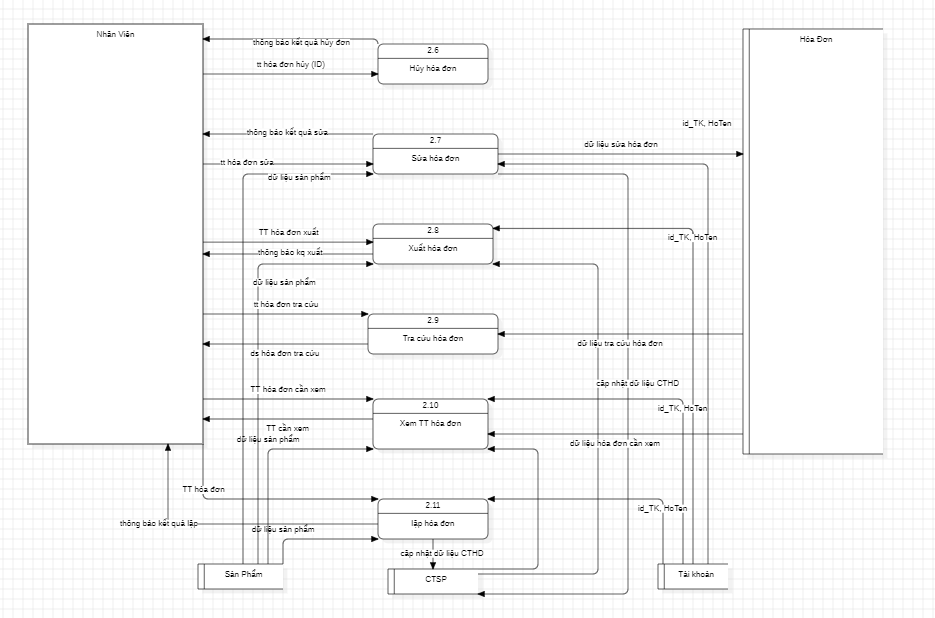 Nhân Viên
Hóa Đơn
thông báo kết quả hủy đơn
2.6
tt hóa đơn hủy (ID)
Hủy hóa đơn
id_TK, HoTen
thông báo kết quả sửa
2.7
dữ liệu sửa hóa đơn
tt hóa đơn sửa
Sửa hóa đơn
dữ liệu sản phẩm
TT hóa đơn xuất
2.8
id_TK, HoTen
thông báo kq xuất
Xuất hóa đơn
dữ liệu sản phẩm
tt hóa đơn tra cứu
2.9
Tra cứu hóa đơn
dữ liệu tra cứu hóa đơn
ds hóa đơn tra cứu
cập nhật dữ liệu CTHD
TT hóa đơn cần xem
2.10
id_TK, HoTen
Xem TT hóa đơn
TT cần xem
dữ liệu sản phẩm
dữ liệu hóa đơn cần xem
TT hóa đơn
2.11
id_TK, HoTen
thông báo kết quả lập
lập hóa đơn
dữ liệu sản phẩm
cập nhật dữ liệu CTHD
Sản Phẩm
CTSP
Tài khoản